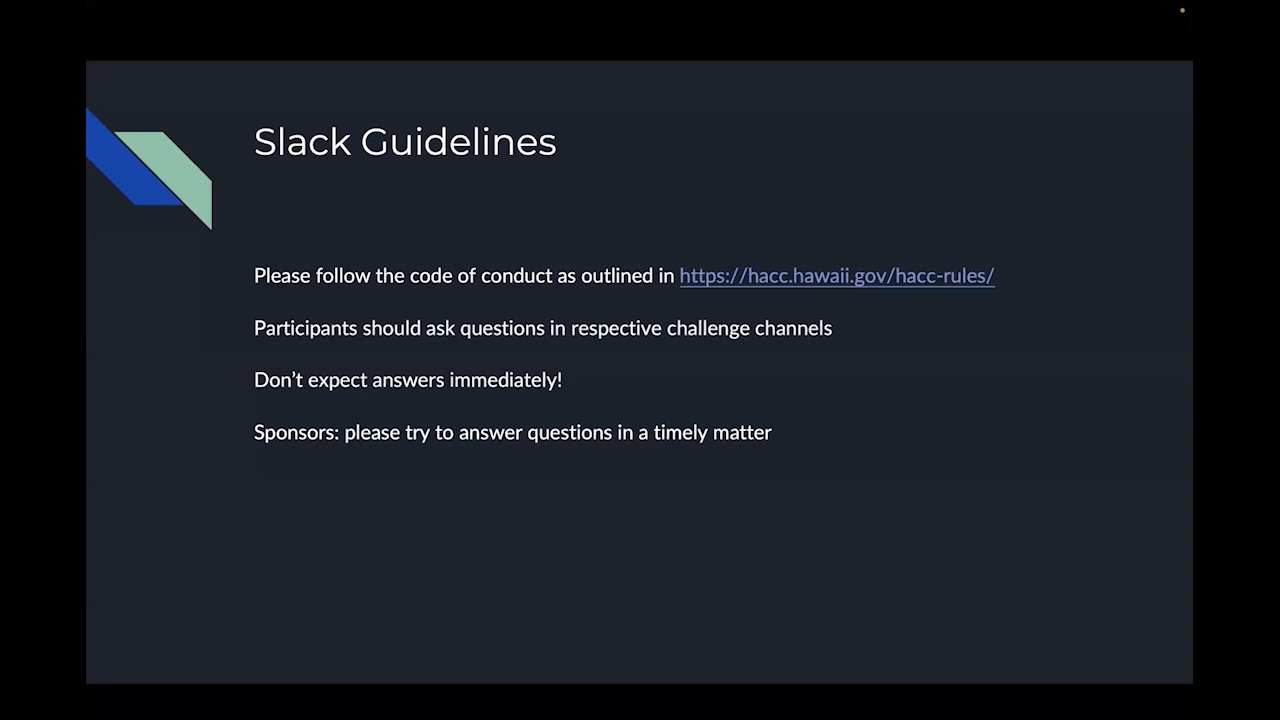 Slack Guidelines
Please follow the code of conduct as outlined in https://hacc.hawaii.gov/hacc-rules/
Participants should ask questions in respective challenge channels
Don’t expect answers immediately!
Sponsors: please try to answer questions in a timely matter